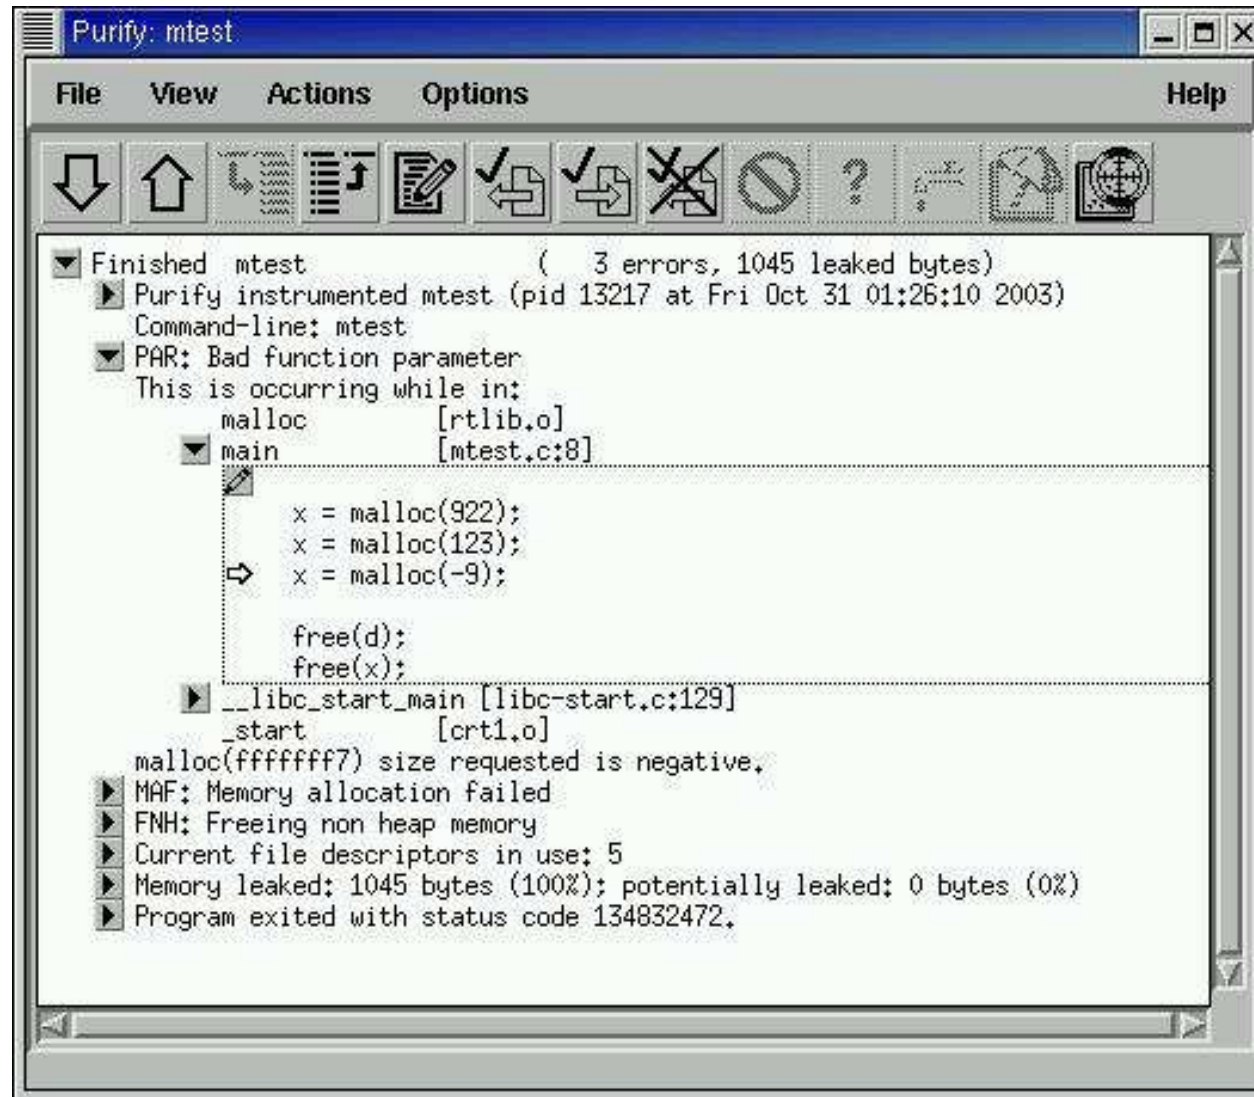 Purify: mtest
File View Actions Options Help
Finished mtest ( 3 errors, 1045 leaked bytes)
Purify instrumented mtest (pid 13217 at Fri Oct 31 01:26:10 2003)
Command-line: mtest
PAR: Bad function parameter
This is occurring while in:
malloc [rtlib.o]
main [mtest.c:8]
x = malloc(922);
x = malloc(123);
x = malloc(-9);
free(d);
free(x);
__libc_start_main [libc-start.c:129]
_start [crt1.o]
malloc(fffffff7) size requested is negative.
MAF: Memory allocation failed
FNH: Freeing non heap memory
Current file descriptors in use: 5
Memory leaked: 1045 bytes (100%); potentially leaked: 0 bytes (0%)
Program exited with status code 134832472.